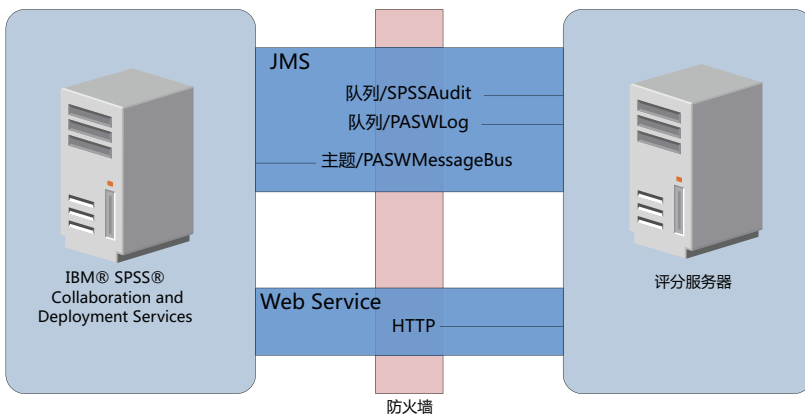 JMS
队列/SPSSAudit
队列/PASWLog
主题/PASWMessageBus
IBM® SPSS®
Collaboration and
Deployment Services
评分服务器
Web Service
HTTP
防火墙